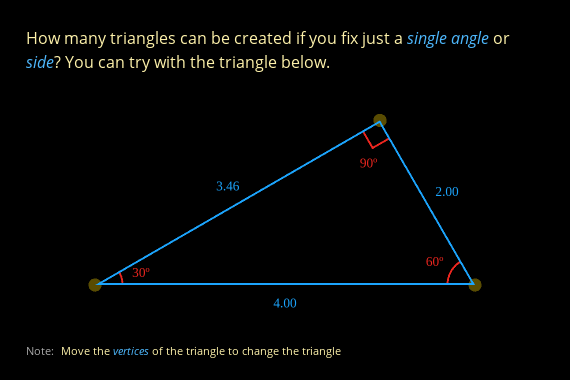 How many triangles can be created if you fix just a single angle or
side? You can try with the triangle below.
90º
3.46
2.00
60º
30º
4.00
Note: Move the vertices of the triangle to change the triangle